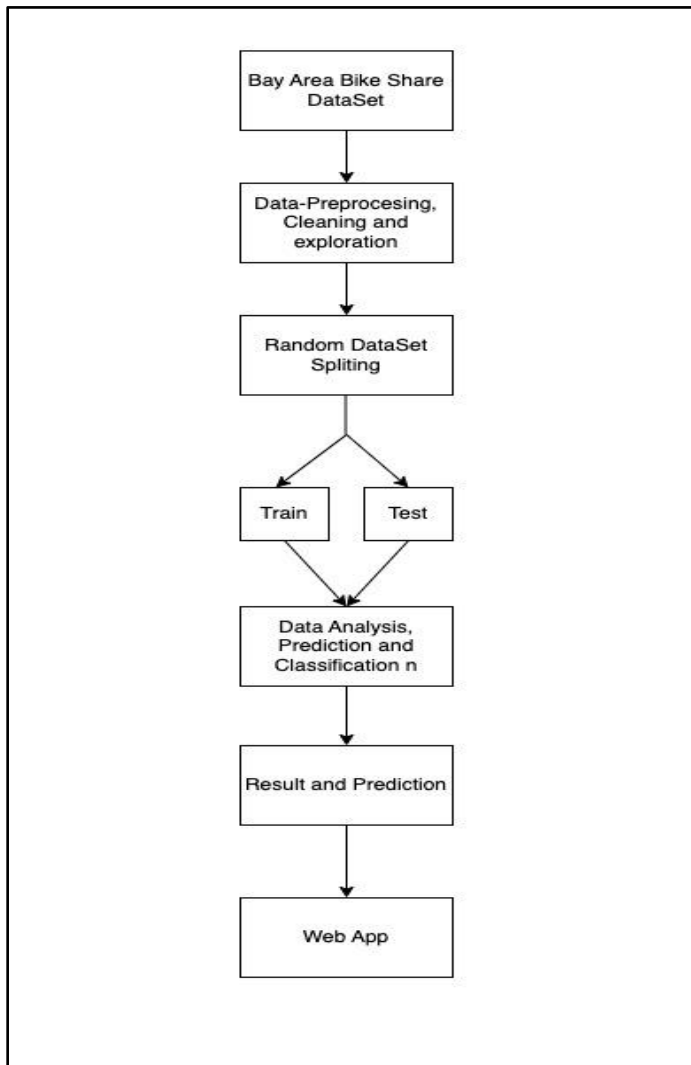 Bay Area Bike Share
DataSet
Data-Preprocesing,
Cleaning and
exploration
Random DataSet
Spliting
Train
Test
Data Analysis,
Prediction and
Classification n
Result and Prediction
Web App